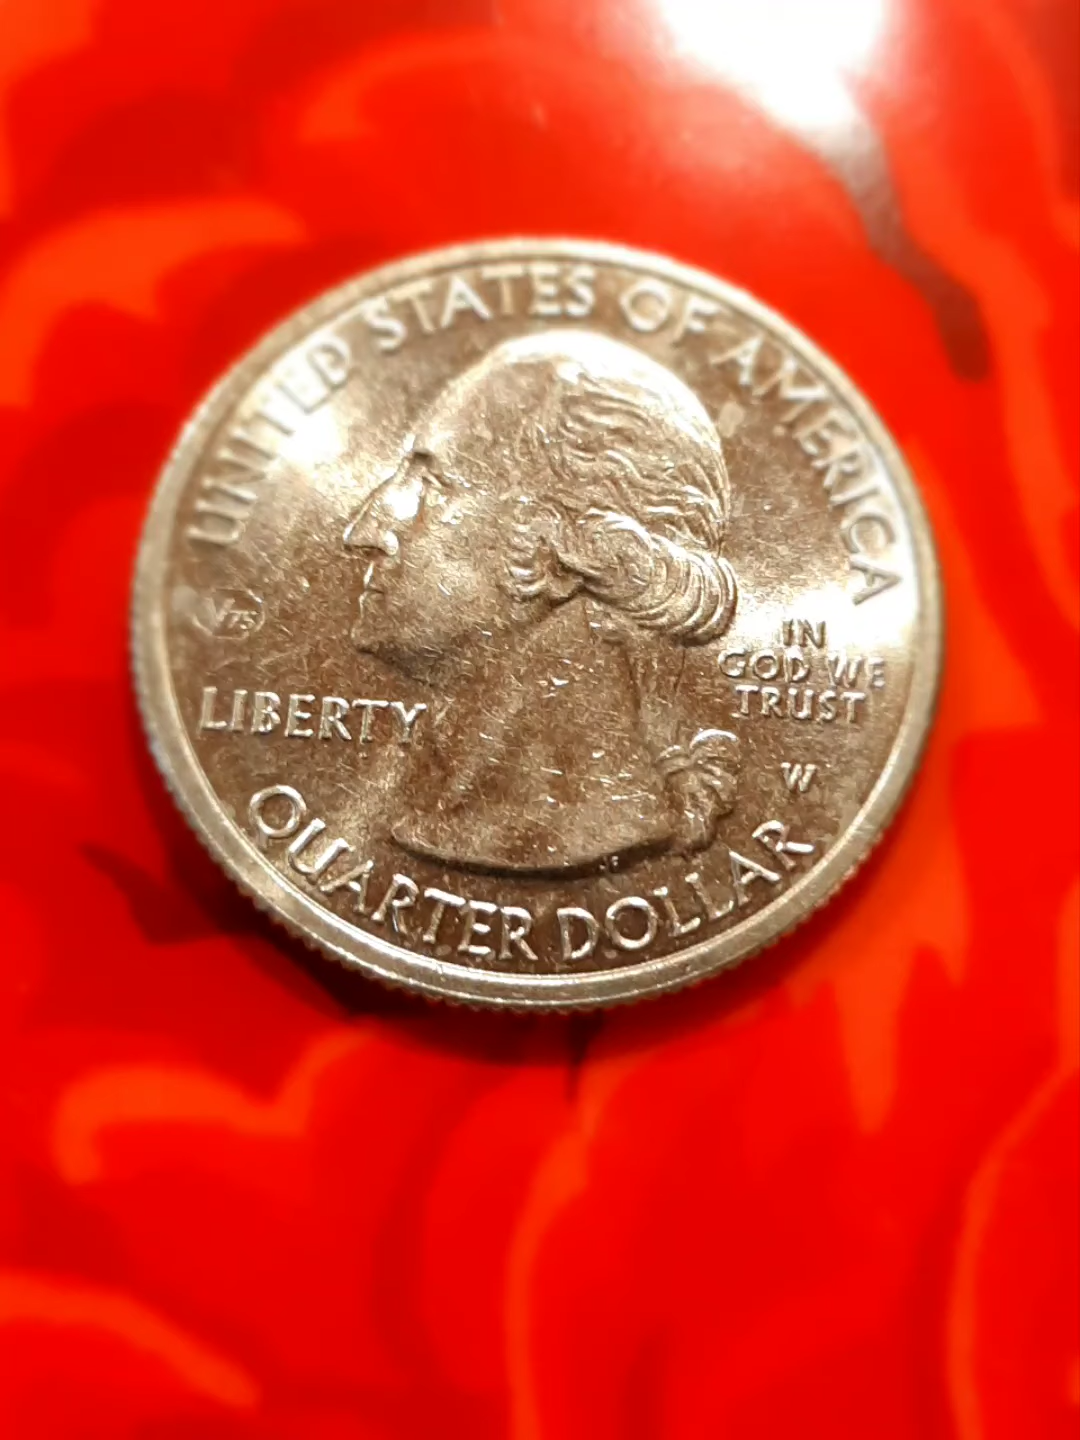 UNITED STATES OF AMERICA
V75
LIBERTY
IN
GOD WE
TRUST
W
QUARTER DOLLAR